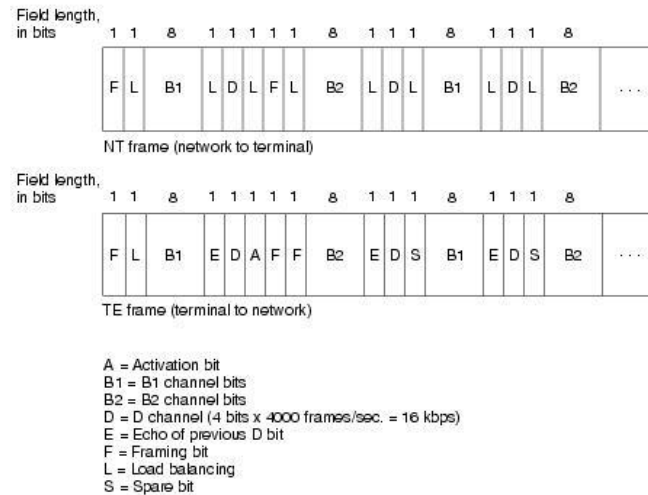 Field length,
in bits 1 1 8 1 1 1 1 1 8 1 1 1 8 1 1 1 8
F L B1 L D L F L B2 L D L B1 L D L B2 . . .
NT frame (network to terminal)
Field length,
in bits 1 1 8 1 1 1 1 1 8 1 1 1 8 1 1 1 8
F L B1 E D A F F B2 E D S B1 E D S B2 . . .
TE frame (terminal to network)
A = Activation bit
B1 = B1 channel bits
B2 = B2 channel bits
D = D channel (4 bits x 4000 frames/sec. = 16 kbps)
E = Echo of previous D bit
F = Framing bit
L = Load balancing
S = Spare bit